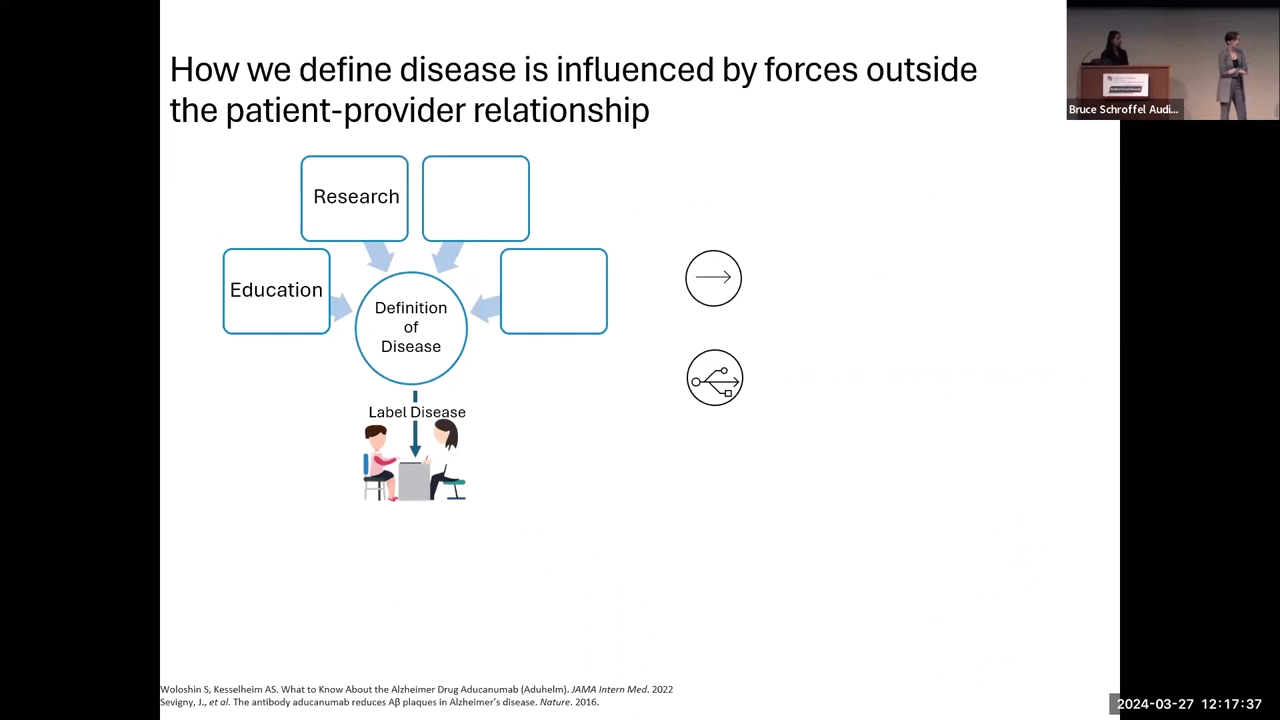 How we define disease is influenced by forces outside
the patient-provider relationship
Bruce Schroffel Audi...
Research
Education
Definition
of
Disease
Label Disease
Woloshin S, Kesselheim AS. What to Know About the Alzheimer Drug Aducanumab (Aduhelm). JAMA Intern Med. 2022
Sevigny, J., et al. The antibody aducanumab reduces Aβ plaques in Alzheimer's disease. Nature. 2016.
2024-03-27 12:17:37